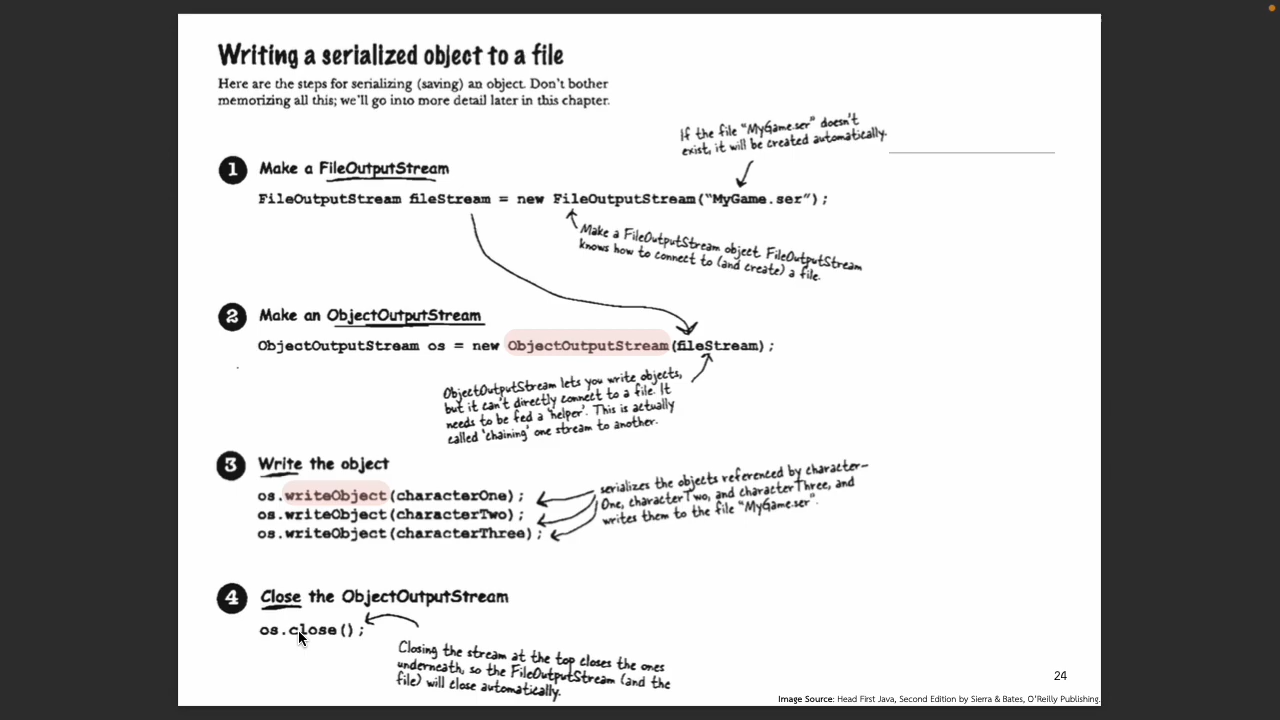 Writing a serialized object to a file
Here are the steps for serializing (saving) an object. Don't bother
memorizing all this; we'll go into more detail later in this chapter.
If the file "MyGame.ser" doesn't
exist, it will be created automatically.
1 Make a FileOutputStream
FileOutputStream fileStream = new FileOutputStream("MyGame.ser");
Make a FileOutputStream object. FileOutputStream
knows how to connect to (and create) a file.
2 Make an ObjectOutputStream
ObjectOutputStream os = new ObjectOutputStream(fileStream);
ObjectOutputStream lets you write objects,
but it can't directly connect to a file. It
needs to be fed a 'helper'. This is actually
called 'chaining' one stream to another.
3 Write the object
os.writeObject(characterOne);
os.writeObject(characterTwo);
os.writeObject(characterThree);
serializes the objects referenced by character-
One, characterTwo, and characterThree, and
writes them to the file "MyGame.ser".
4 Close the ObjectOutputStream
os.close();
Closing the stream at the top closes the ones
underneath, so the FileOutputStream (and the
file) will close automatically.
24
Image Source: Head First Java, Second Edition by Sierra & Bates, O'Reilly Publishing.